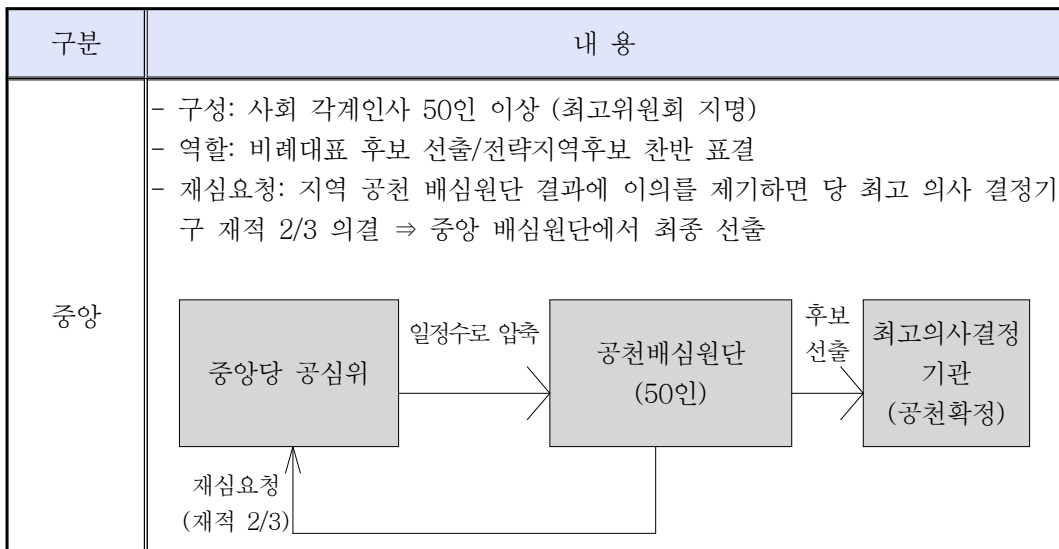 구분
내 용
중앙
- 구성: 사회 각계인사 50인 이상 (최고위원회 지명)
- 역할: 비례대표 후보 선출/전략지역후보 찬반 표결
- 재심요청: 지역 공천 배심원단 결과에 이의를 제기하면 당 최고 의사 결정기
구 재적 2/3 의결 ⇒ 중앙 배심원단에서 최종 선출
중앙당 공심위
일정수로 압축
공천배심원단
(50인)
후보
선출
최고의사결정
기관
(공천확정)
재심요청
(재적 2/3)